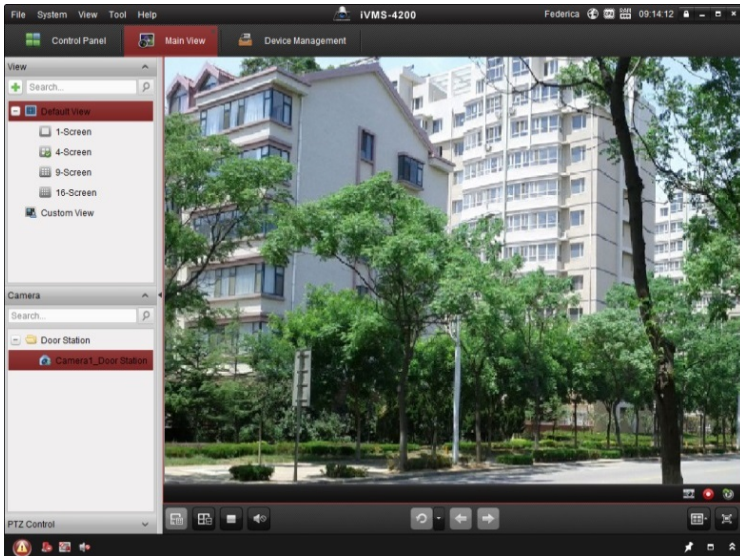 File System View Tool Help iVMS-4200 Federica 09:14:12
Control Panel Main View Device Management
View
Search...
Default View
1-Screen
4-Screen
9-Screen
16-Screen
Custom View
Camera
Search...
Door Station
Camera1_Door Station
PTZ Control